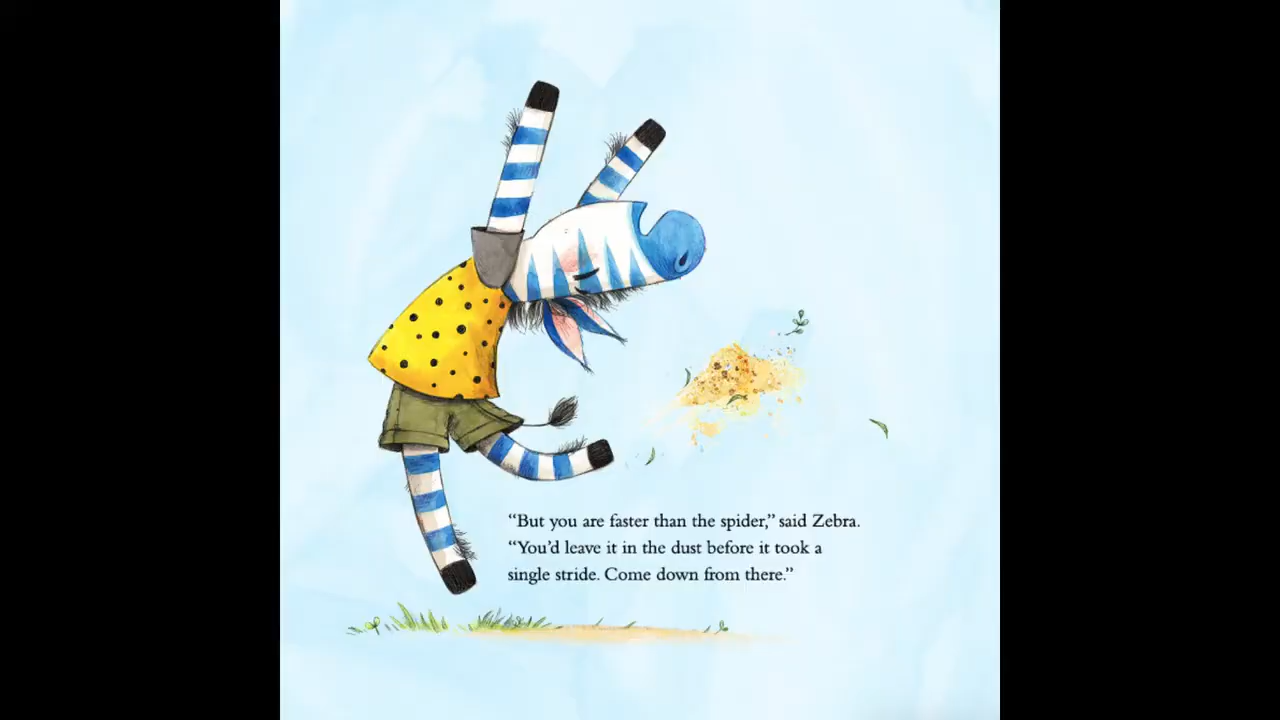 “But you are faster than the spider,” said Zebra.
“You’d leave it in the dust before it took a
single stride. Come down from there.”